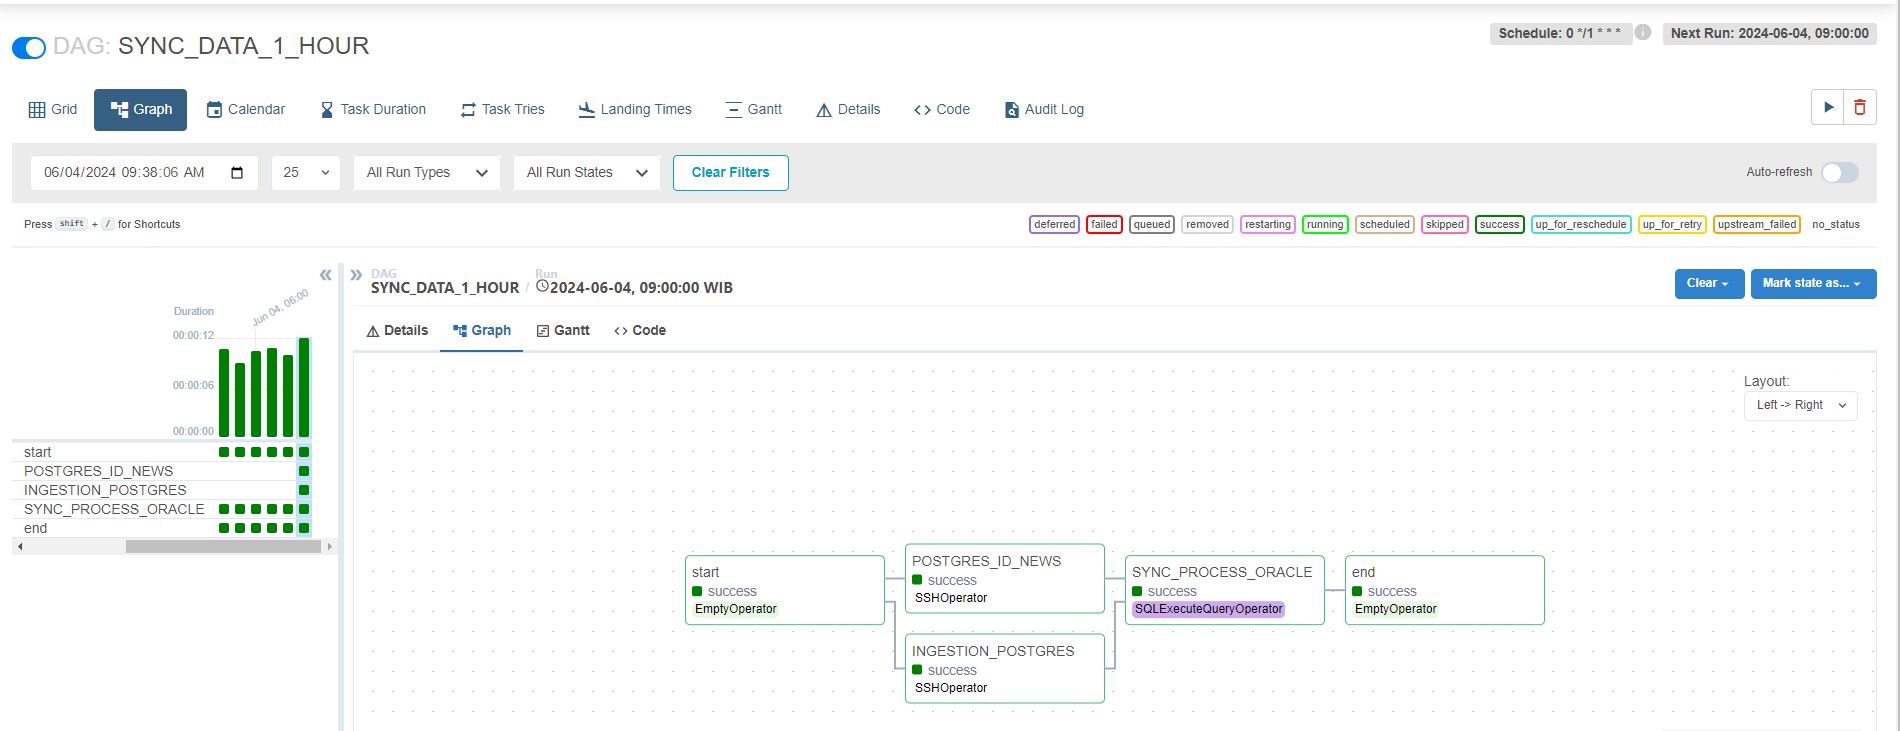 DAG: SYNC_DATA_1_HOUR
Schedule: 0 */1 * * *
Next Run: 2024-06-04, 09:00:00
Grid
Graph
Calendar
Task Duration
Task Tries
Landing Times
Gantt
Details
Code
Audit Log
06/04/2024 09:38:06 AM
25
All Run Types
All Run States
Clear Filters
Auto-refresh
Press shift + / for Shortcuts
deferred
failed
queued
removed
restarting
running
scheduled
skipped
success
up_for_reschedule
up_for_retry
upstream_failed
no_status
Duration
Jun 04, 06:00
00:00:12
00:00:06
00:00:00
start
POSTGRES_ID_NEWS
INGESTION_POSTGRES
SYNC_PROCESS_ORACLE
end
DAG
SYNC_DATA_1_HOUR
/
Run
2024-06-04, 09:00:00 WIB
Clear
Mark state as...
Details
Graph
Gantt
Code
Layout:
Left -> Right
start
success
EmptyOperator
POSTGRES_ID_NEWS
success
SSHOperator
INGESTION_POSTGRES
success
SSHOperator
SYNC_PROCESS_ORACLE
success
SQLExecuteQueryOperator
end
success
EmptyOperator